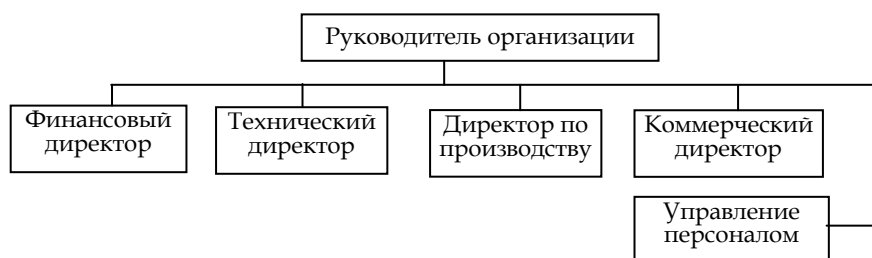 Руководитель организации
Финансовый
директор
Технический
директор
Директор по
производству
Коммерческий
директор
Управление
персоналом